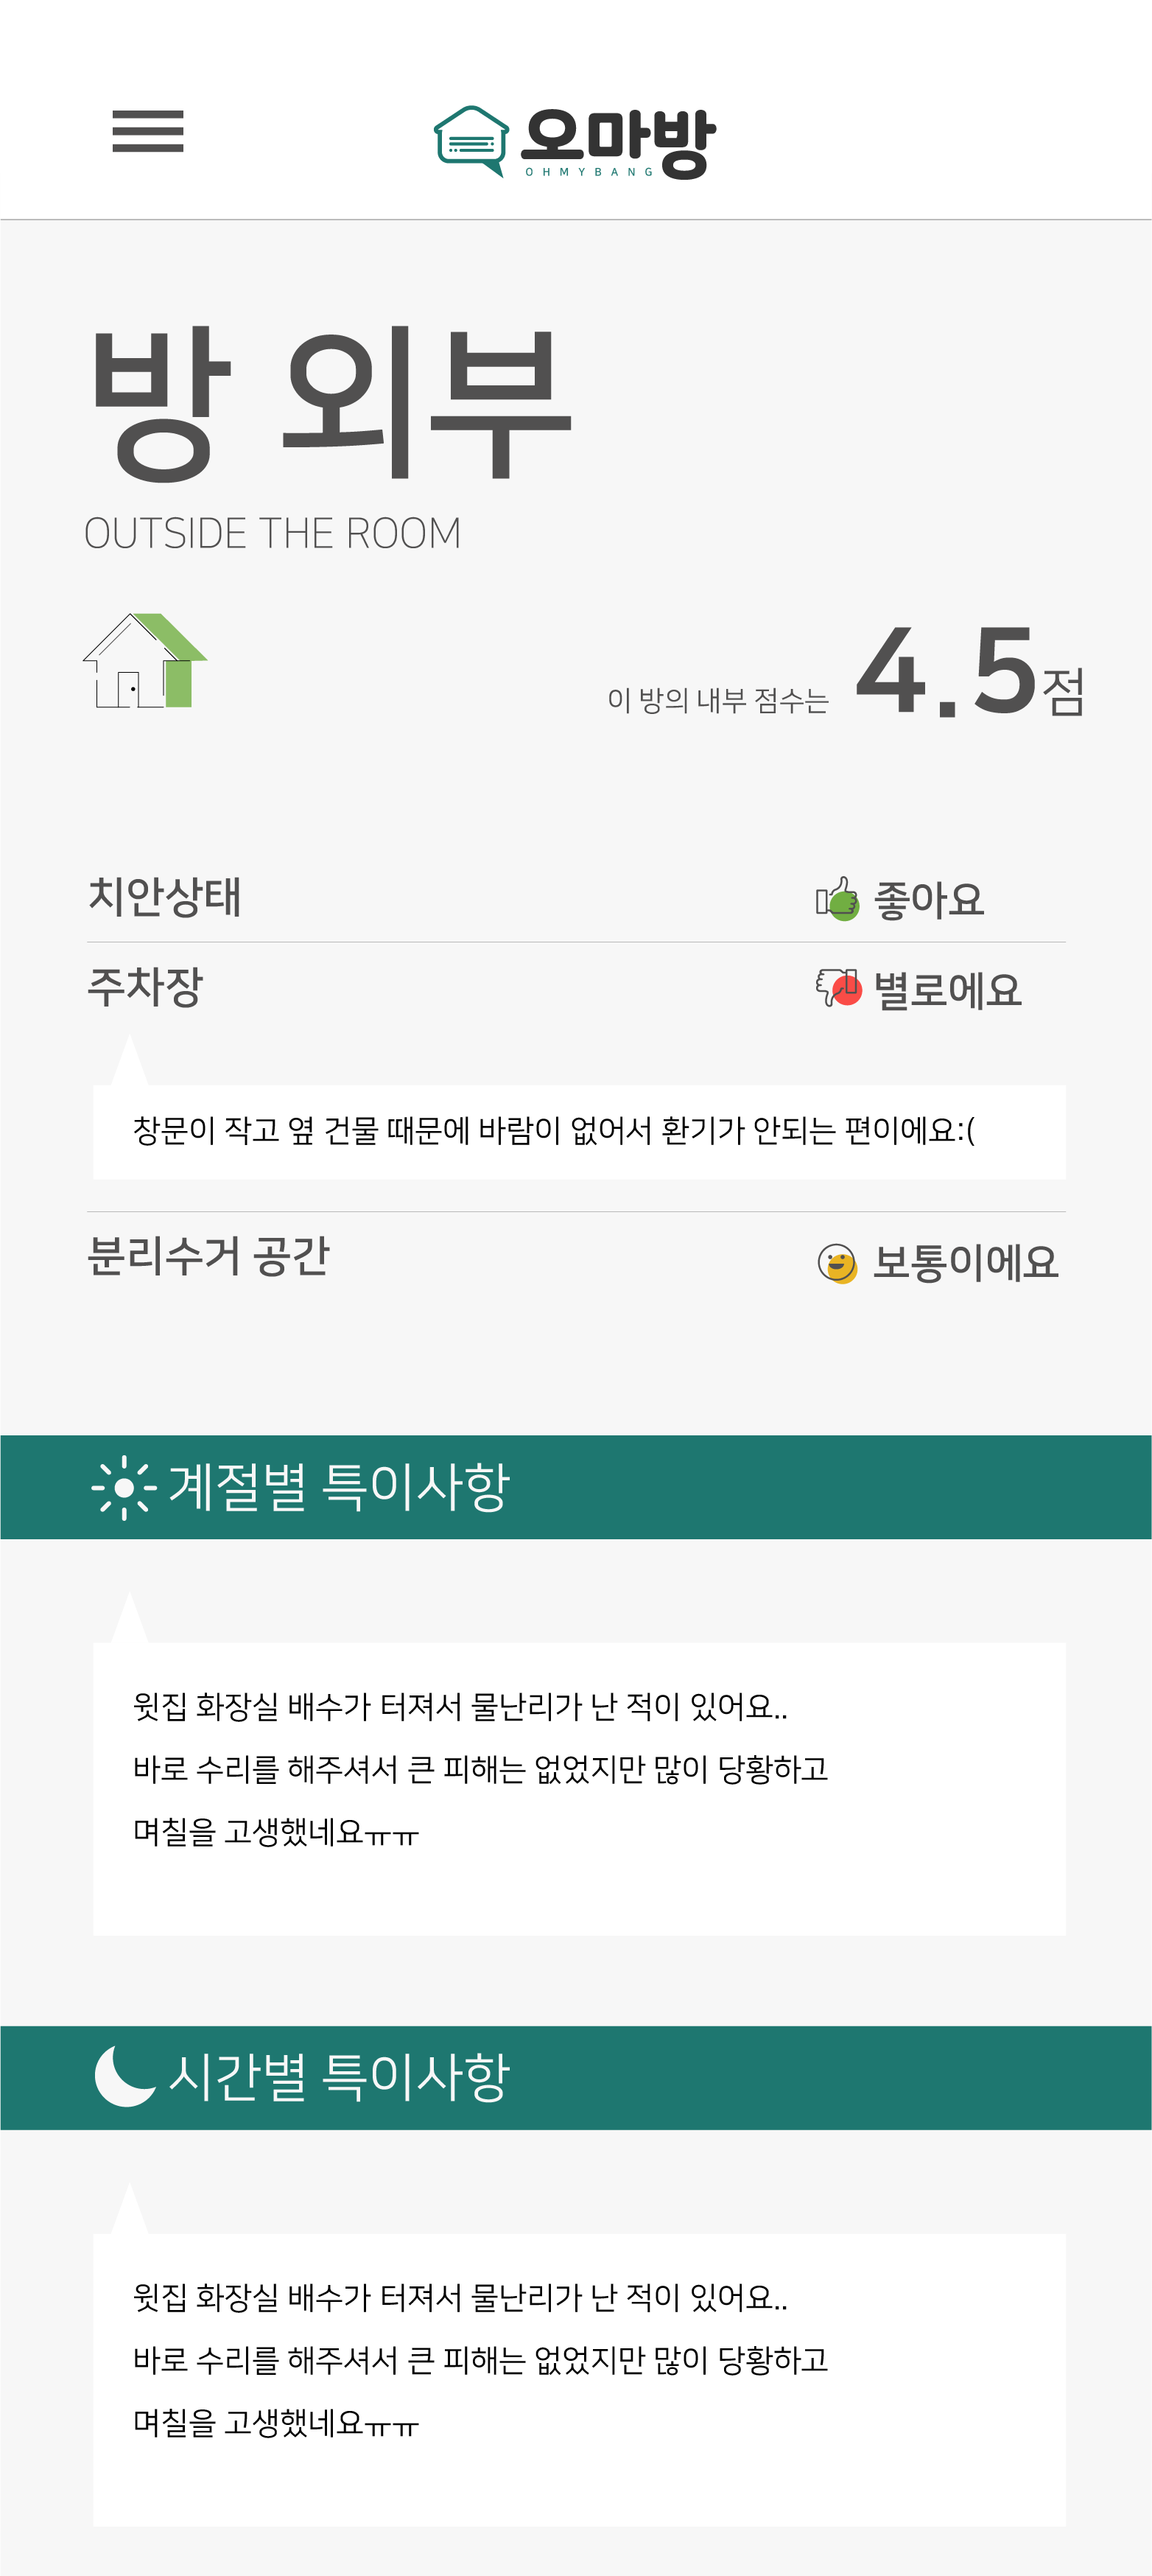 오마방
OHMYBANG
방 외부
OUTSIDE THE ROOM
이 방의 내부 점수는 4.5점
치안상태 좋아요
주차장 별로에요
창문이 작고 옆 건물 때문에 바람이 없어서 환기가 안되는 편이에요:(
분리수거 공간 보통이에요
계절별 특이사항
윗집 화장실 배수가 터져서 물난리가 난 적이 있어요..
바로 수리를 해주셔서 큰 피해는 없었지만 많이 당황하고
며칠을 고생했네요ㅠㅠ
시간별 특이사항
윗집 화장실 배수가 터져서 물난리가 난 적이 있어요..
바로 수리를 해주셔서 큰 피해는 없었지만 많이 당황하고
며칠을 고생했네요ㅠㅠ